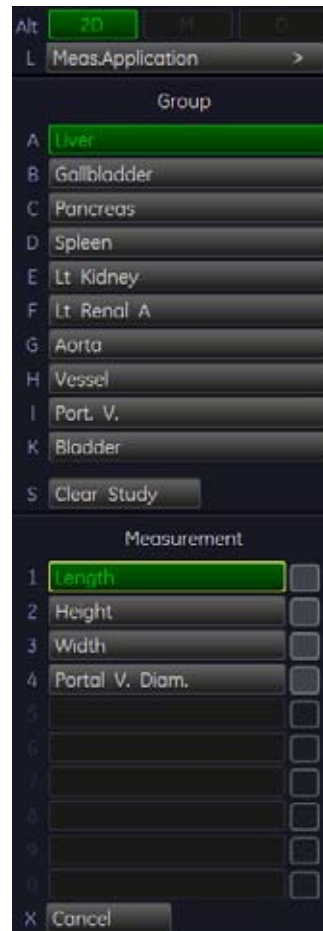 Alt 2D M D
L Meas.Application >
Group
A Liver
B Gallbladder
C Pancreas
D Spleen
E Lt Kidney
F Lt Renal A
G Aorta
H Vessel
I Port. V.
K Bladder
S Clear Study
Measurement
1 Length
2 Height
3 Width
4 Portal V. Diam.
5
6
7
8
9
0
X Cancel